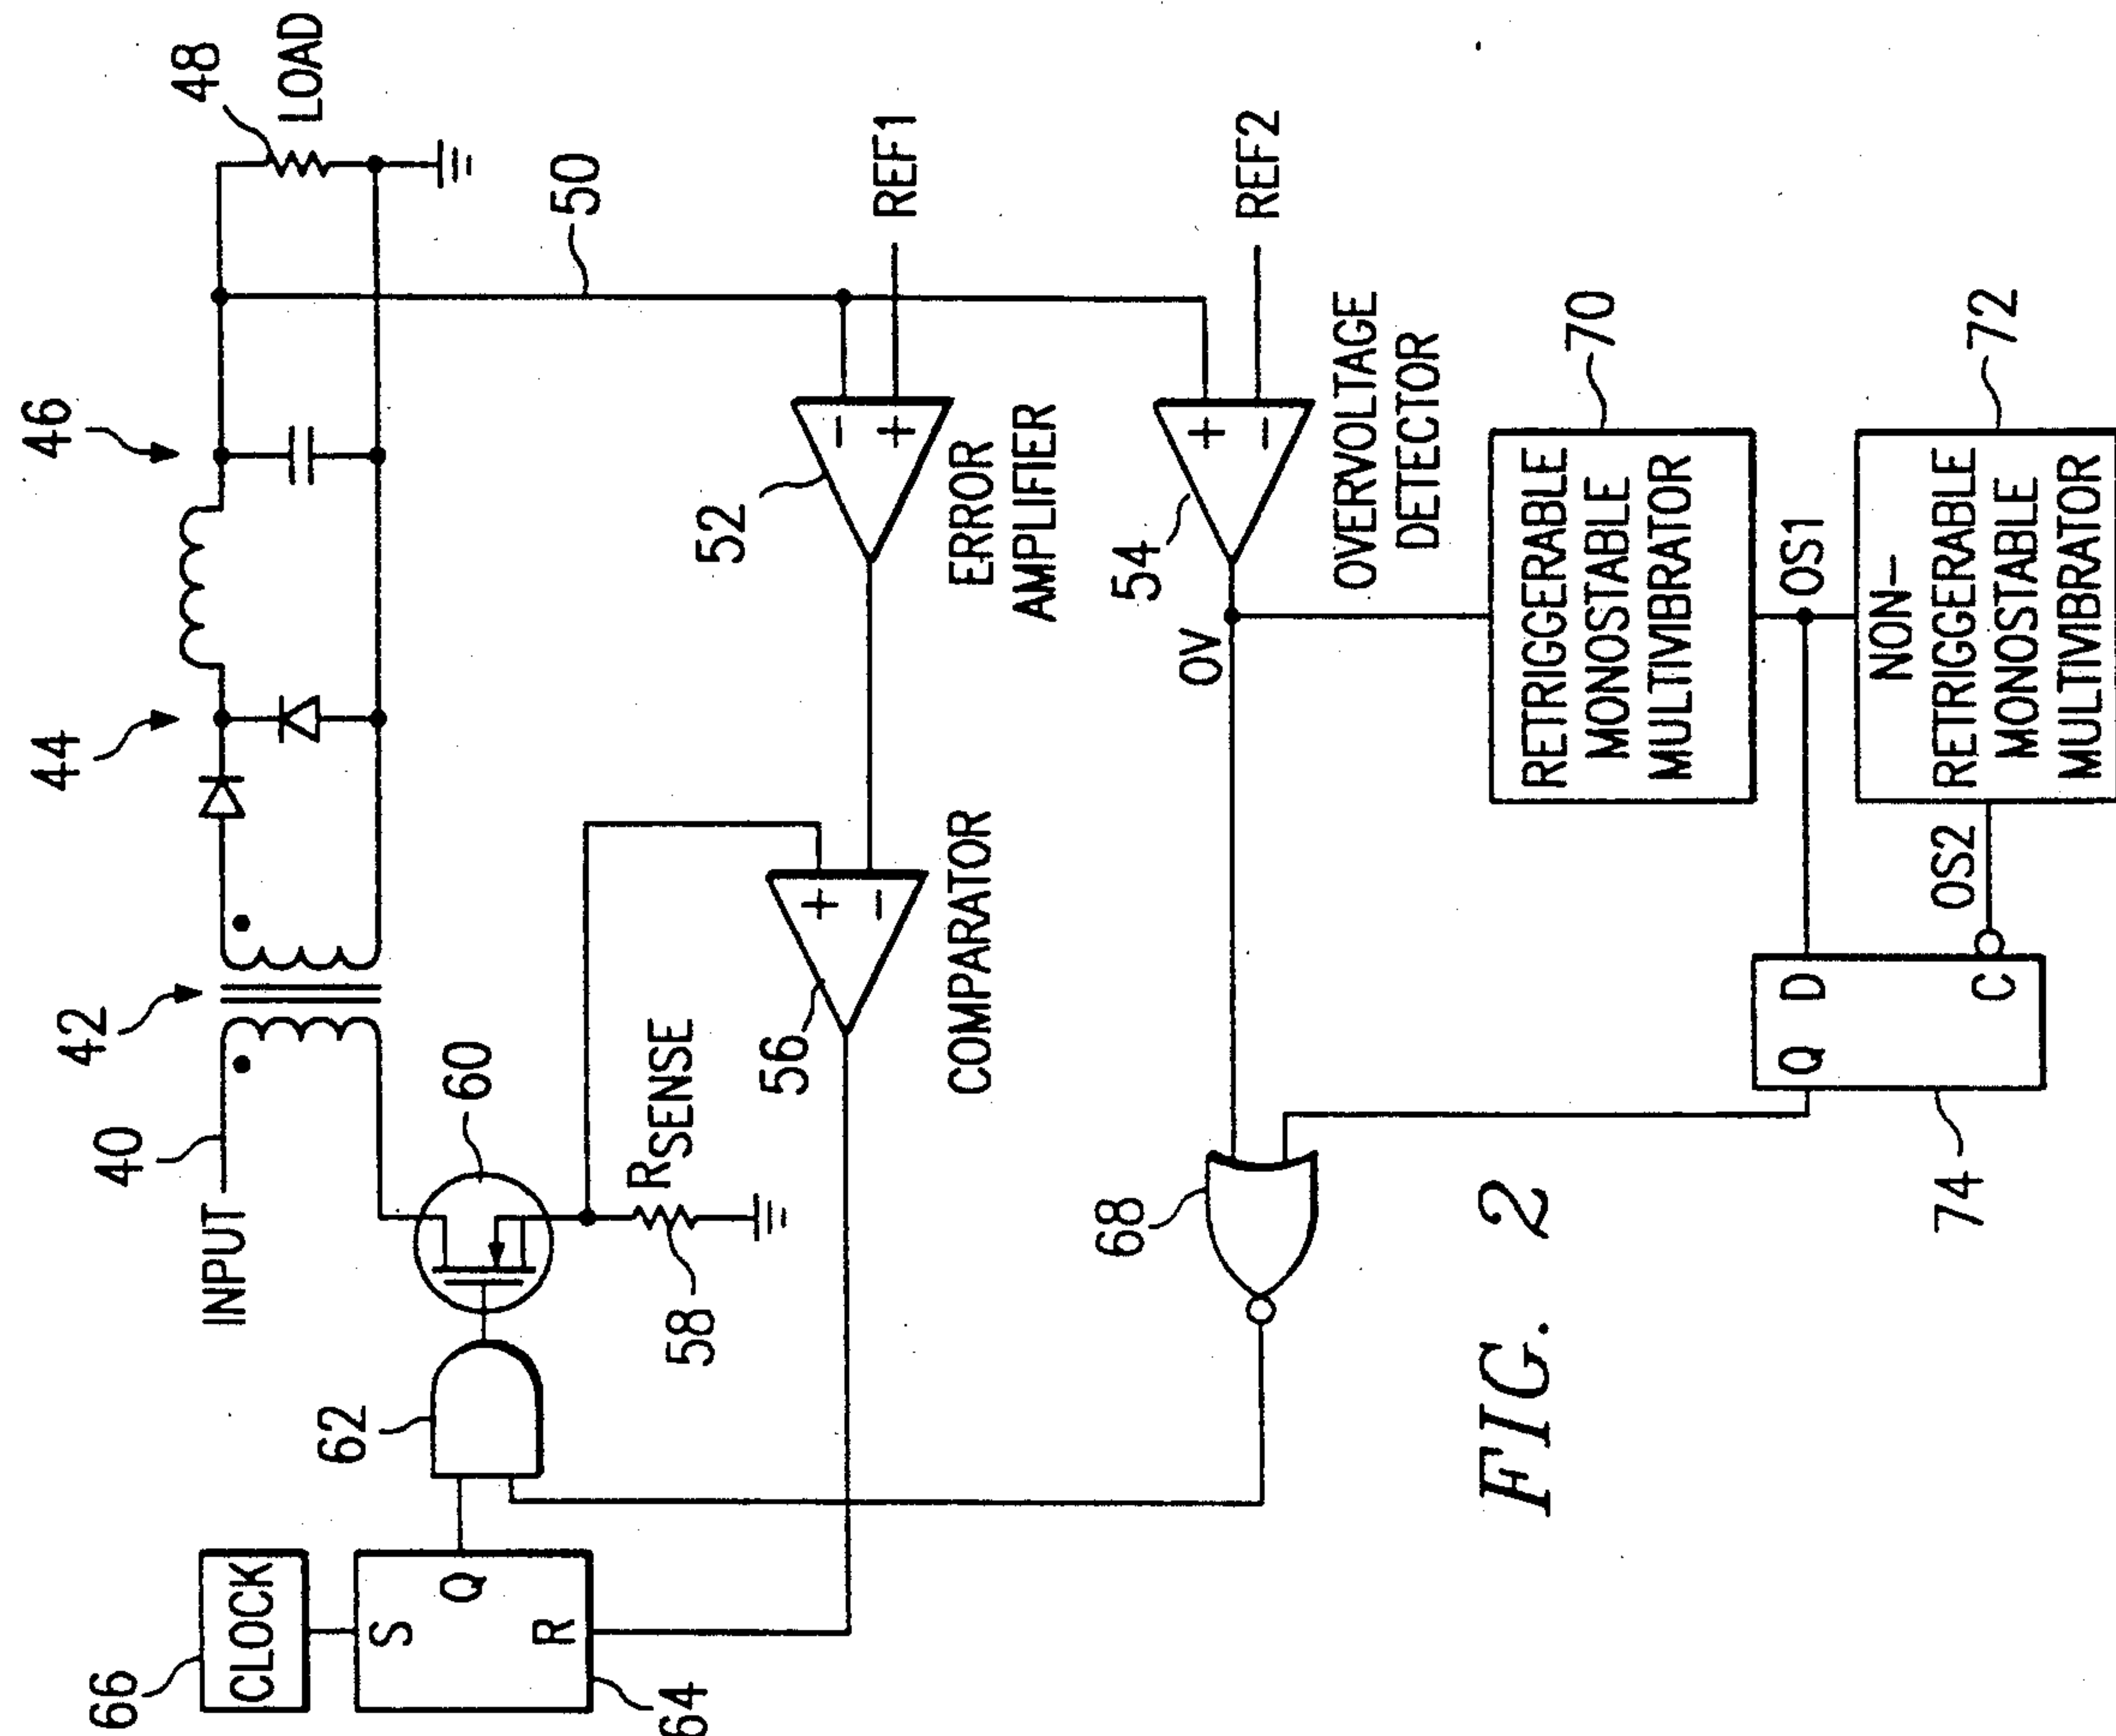 INPUT
40
42
44
46
48
LOAD
50
60
62
66
CLOCK
S
Q
R
64
RSENSE
58
+
−
56
COMPARATOR
−
+
52
ERROR
AMPLIFIER
REF1
+
−
54
REF2
OVERVOLTAGE
DETECTOR
OV
68
RETRIGGERABLE
MONOSTABLE
MULTIVIBRATOR
70
OS1
NON−
RETRIGGERABLE
MONOSTABLE
MULTIVIBRATOR
72
OS2
Q D
C
74
FIG. 2